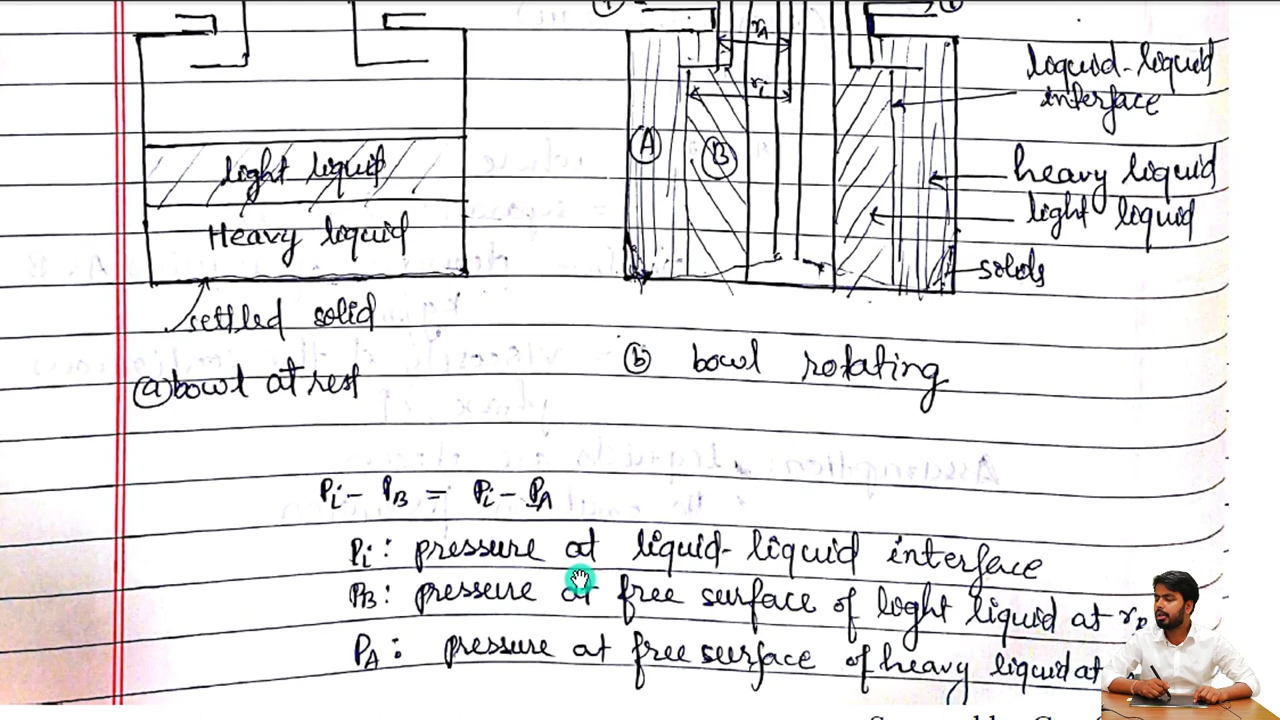 rA
liquid-liquid
interface
ri
A
B
light liquid
heavy liquid
light liquid
Heavy liquid
solids
settled solid
(b) bowl rotating
(a) bowl at rest
Pi - PB = Pi - PA
Pi: pressure at liquid-liquid interface
PB: pressure at free surface of light liquid at
PA: pressure at free surface of heavy liquid at